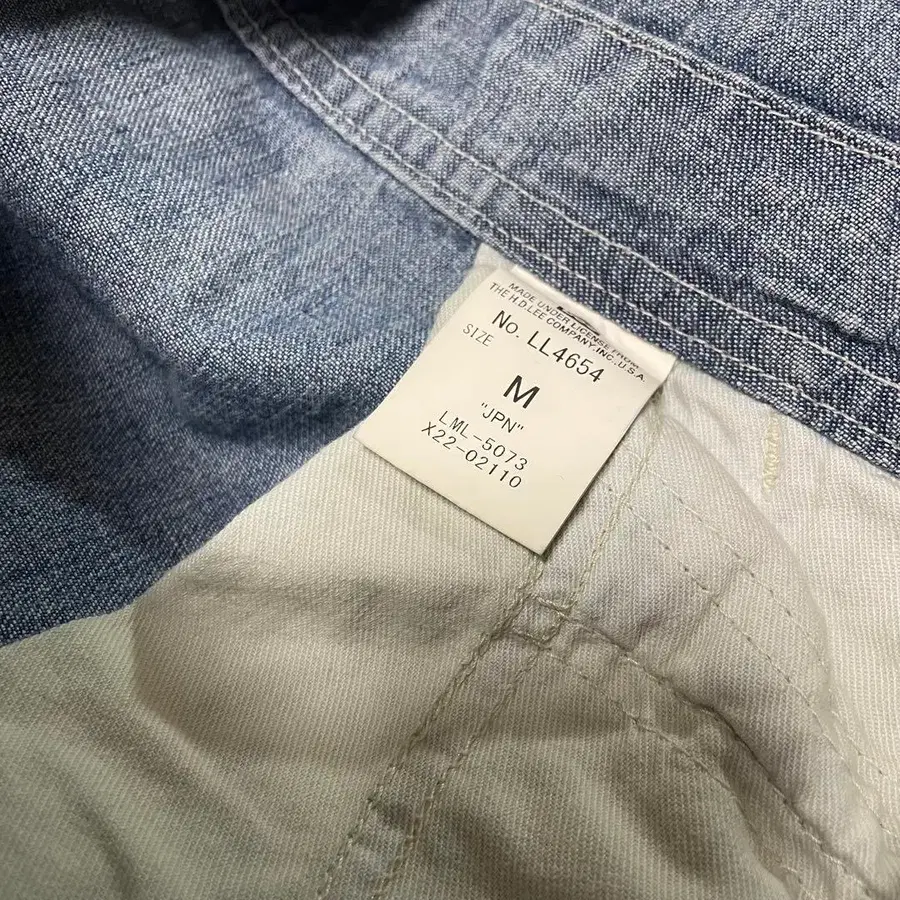 MADE UNDER LICENSE FROM
THE H.D.LEE COMPANY,INC.,U.S.A.
No. LL4654
SIZE
M
"JPN"
LML-5073
X22-02110